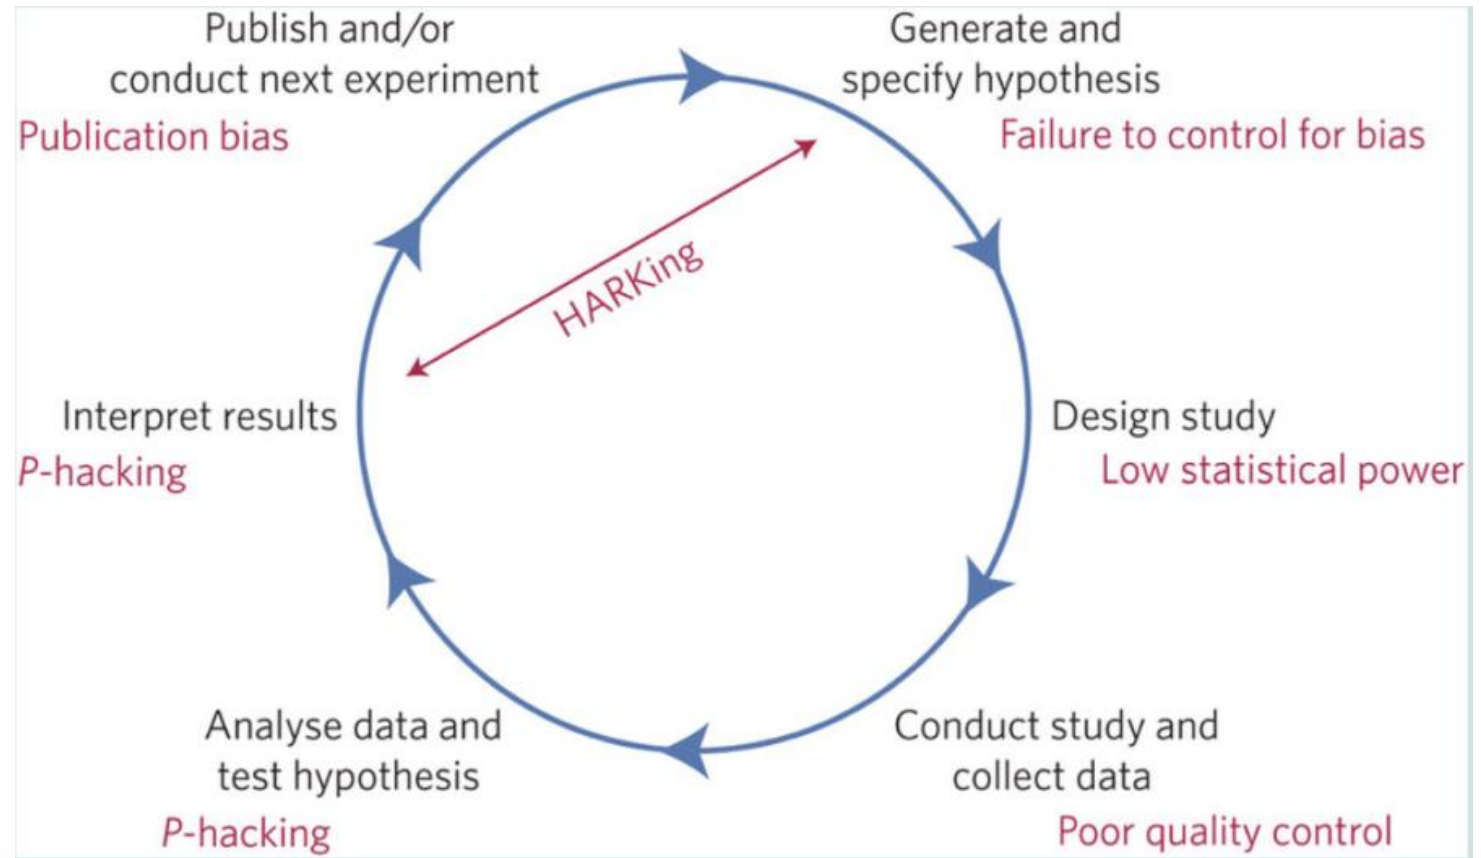 Publish and/or
conduct next experiment
Publication bias
Generate and
specify hypothesis
Failure to control for bias
HARKing
Interpret results
P-hacking
Design study
Low statistical power
Analyse data and
test hypothesis
P-hacking
Conduct study and
collect data
Poor quality control